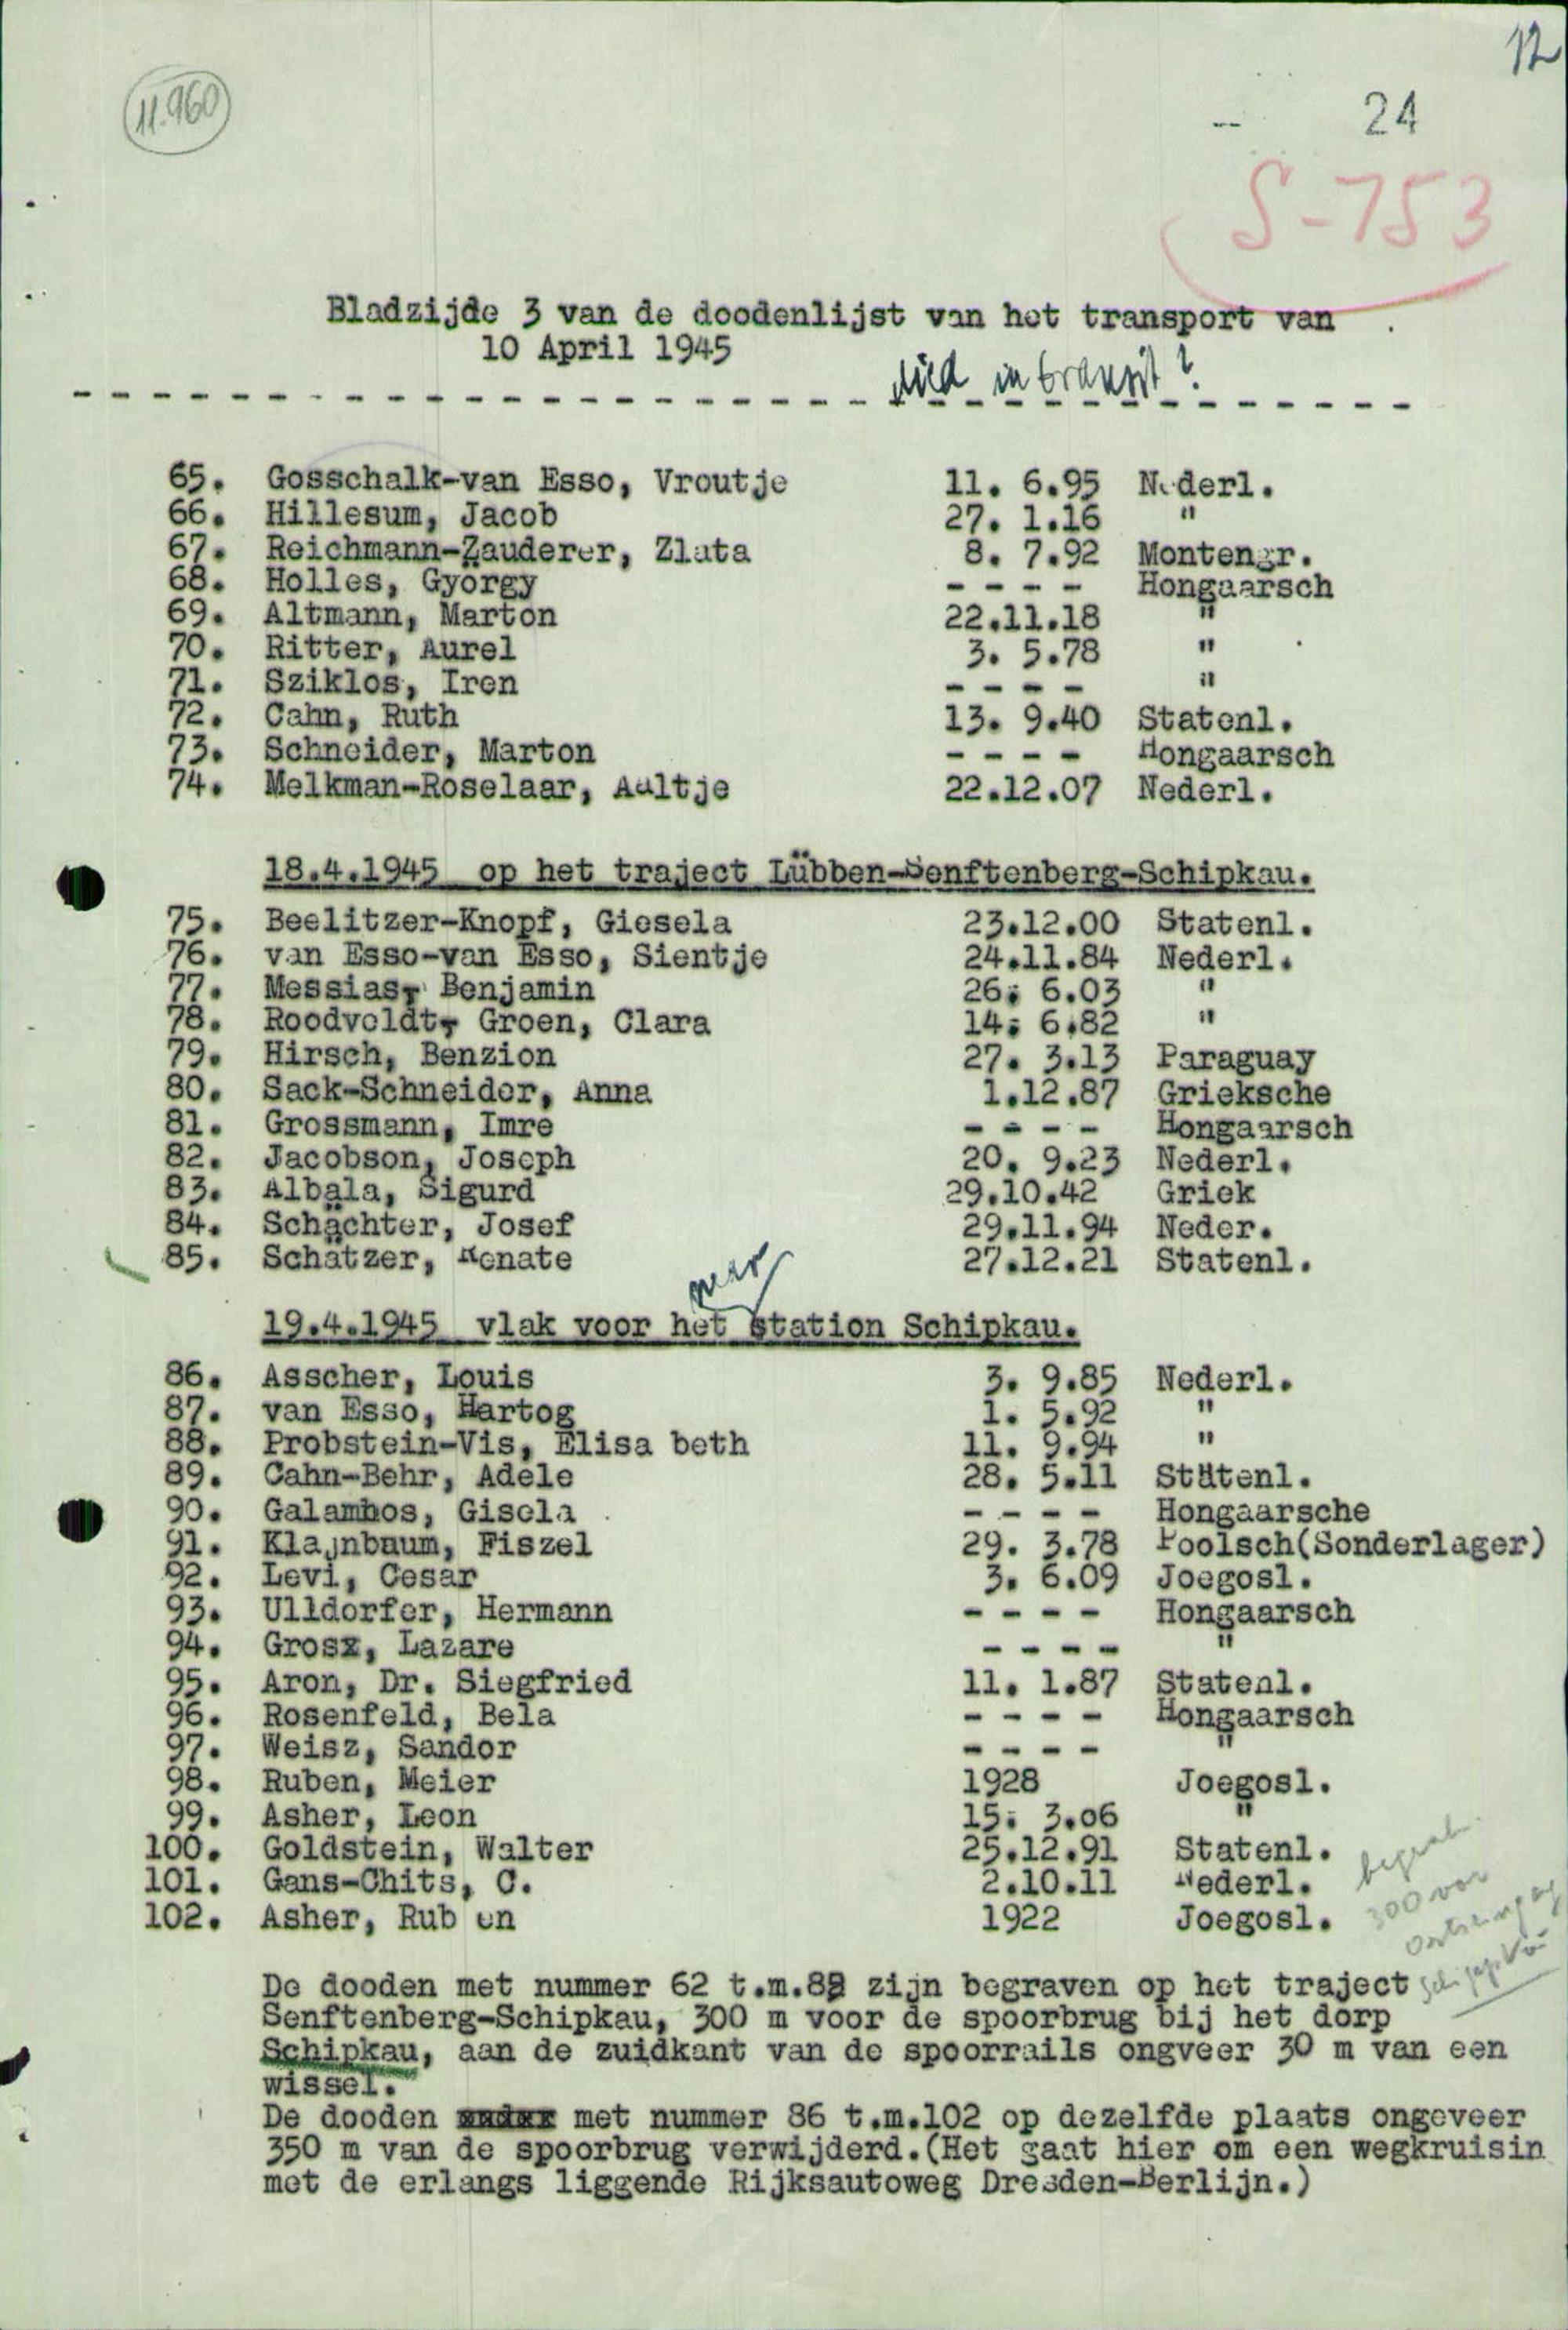 12
11.960
24
S-753
Bladzijde 3 van de doodenlijst van het transport van
10 April 1945
died in transit?
65. Gosschalk-van Esso, Vroutje 11. 6.95 Nederl.
66. Hillesum, Jacob 27. 1.16 "
67. Reichmann-Zauderer, Zlata 8. 7.92 Montengr.
68. Holles, Gyorgy - - - - Hongaarsch
69. Altmann, Marton 22.11.18 "
70. Ritter, Aurel 3. 5.78 "
71. Sziklos, Iren - - - - "
72. Cahn, Ruth 13. 9.40 Statenl.
73. Schneider, Marton - - - - Hongaarsch
74. Melkman-Roselaar, Aaltje 22.12.07 Nederl.
18.4.1945 op het traject Lübben-Senftenberg-Schipkau.
75. Beelitzer-Knopf, Giesela 23.12.00 Statenl.
76. van Esso-van Esso, Sientje 24.11.84 Nederl.
77. Messias, Benjamin 26. 6.03 "
78. Roodveldt- Groen, Clara 14. 6.82 "
79. Hirsch, Benzion 27. 3.13 Paraguay
80. Sack-Schneider, Anna 1.12.87 Grieksche
81. Grossmann, Imre - - - - Hongaarsch
82. Jacobson, Joseph 20. 9.23 Nederl.
83. Albala, Sigurd 29.10.42 Griek
84. Schächter, Josef 29.11.94 Neder.
85. Schatzer, Renate 27.12.21 Statenl.
19.4.1945 vlak voor het station Schipkau.
86. Asscher, Louis 3. 9.85 Nederl.
87. van Esso, Hartog 1. 5.92 "
88. Probstein-Vis, Elisa beth 11. 9.94 "
89. Cahn-Behr, Adele 28. 5.11 Statenl.
90. Galambos, Gisela - - - - Hongaarsche
91. Klajnbaum, Fiszel 29. 3.78 Poolsch(Sonderlager)
92. Levi, Cesar 3. 6.09 Joegosl.
93. Ulldorfer, Hermann - - - - Hongaarsch
94. Grosz, Lazare - - - - "
95. Aron, Dr. Siegfried 11. 1.87 Statenl.
96. Rosenfeld, Bela - - - - Hongaarsch
97. Weisz, Sandor - - - - "
98. Ruben, Meier 1928 Joegosl.
99. Asher, Leon 15. 3.06 "
100. Goldstein, Walter 25.12.91 Statenl.
101. Gans-Chits, C. 2.10.11 Nederl.
102. Asher, Rub en 1922 Joegosl.
300 vor
De dooden met nummer 62 t.m.85 zijn begraven op het traject
Senftenberg-Schipkau, 300 m voor de spoorbrug bij het dorp
Schipkau, aan de zuidkant van de spoorrails ongveer 30 m van een
wissel.
De dooden met nummer 86 t.m.102 op dezelfde plaats ongeveer
350 m van de spoorbrug verwijderd.(Het gaat hier om een wegkruisin
met de erlangs liggende Rijksautoweg Dresden-Berlijn.)